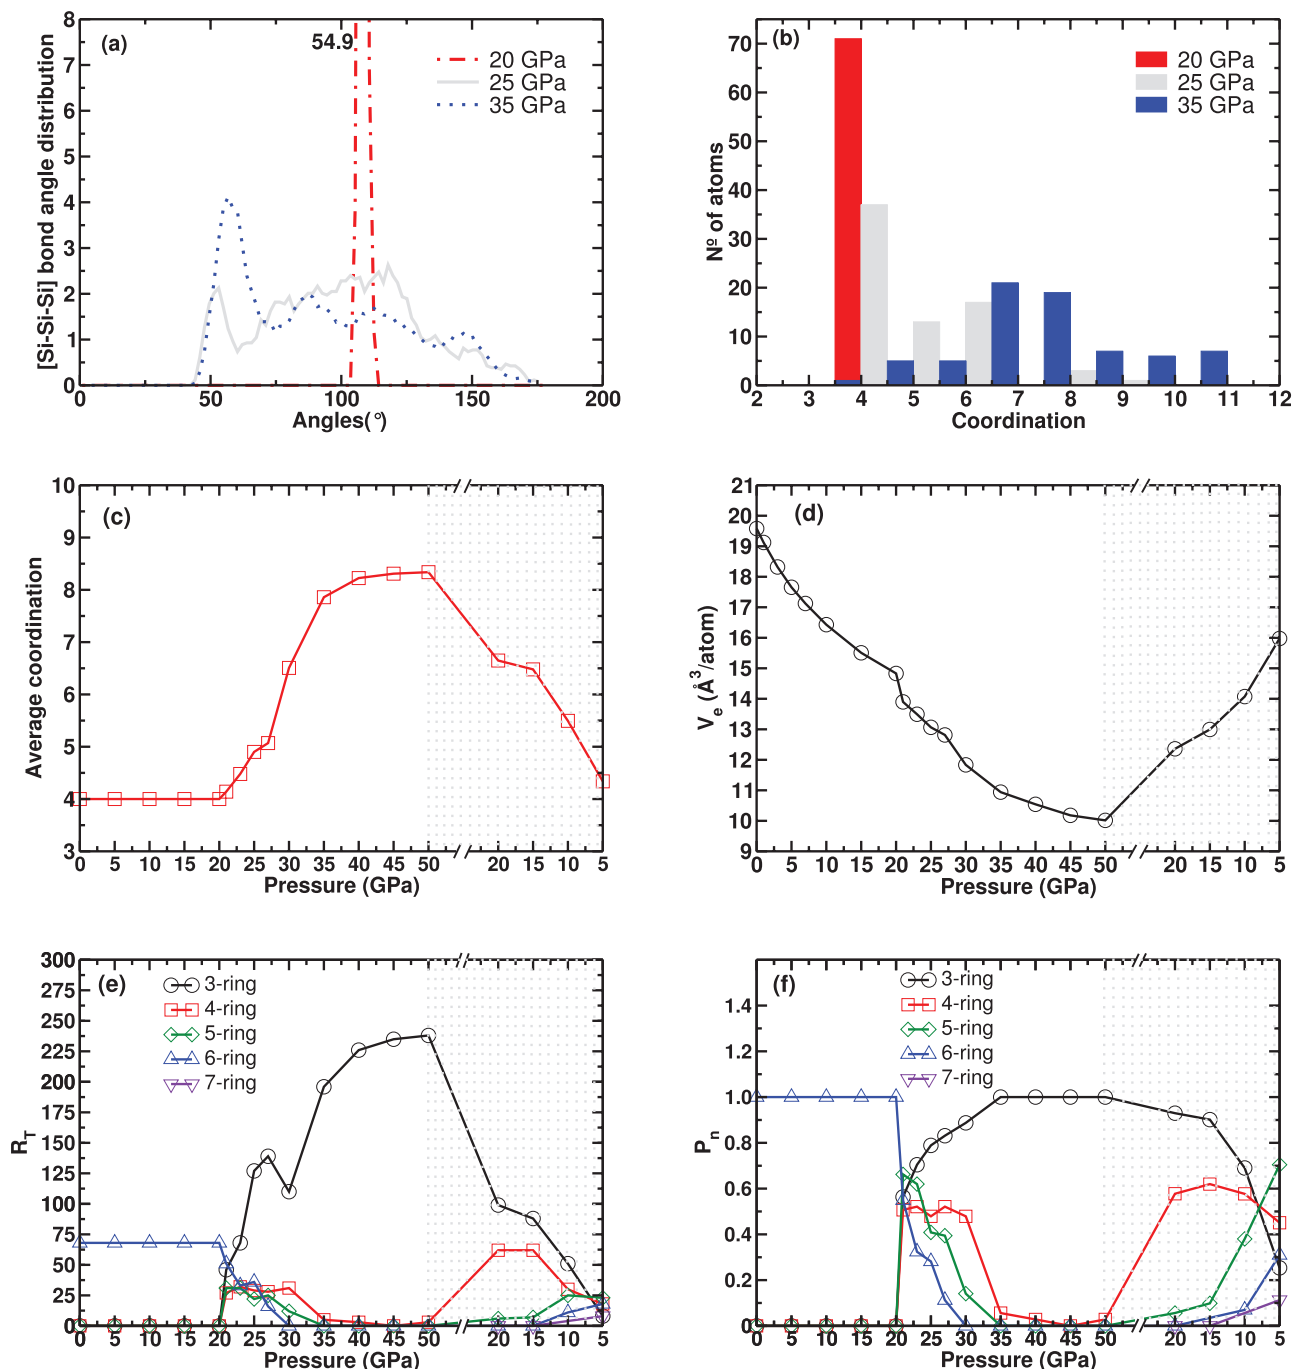 (a)
54.9
20 GPa
25 GPa
35 GPa
[Si-Si-Si] bond angle distribution
8
7
6
5
4
3
2
1
0
0 50 100 150 200
Angles(°)
(b)
20 GPa
25 GPa
35 GPa
Nº of atoms
70
60
50
40
30
20
10
0
2 3 4 5 6 7 8 9 10 11 12
Coordination
(c)
Average coordination
10
9
8
7
6
5
4
3
0 5 10 15 20 25 30 35 40 45 50 20 15 10 5
Pressure (GPa)
(d)
V_e (Å³/atom)
21
20
19
18
17
16
15
14
13
12
11
10
9
0 5 10 15 20 25 30 35 40 45 50 20 15 10 5
Pressure (GPa)
(e)
3-ring
4-ring
5-ring
6-ring
7-ring
R_T
300
275
250
225
200
175
150
125
100
75
50
25
0
0 5 10 15 20 25 30 35 40 45 50 20 15 10 5
Pressure (GPa)
(f)
3-ring
4-ring
5-ring
6-ring
7-ring
P_n
1.4
1.2
1.0
0.8
0.6
0.4
0.2
0
0 5 10 15 20 25 30 35 40 45 50 20 15 10 5
Pressure (GPa)